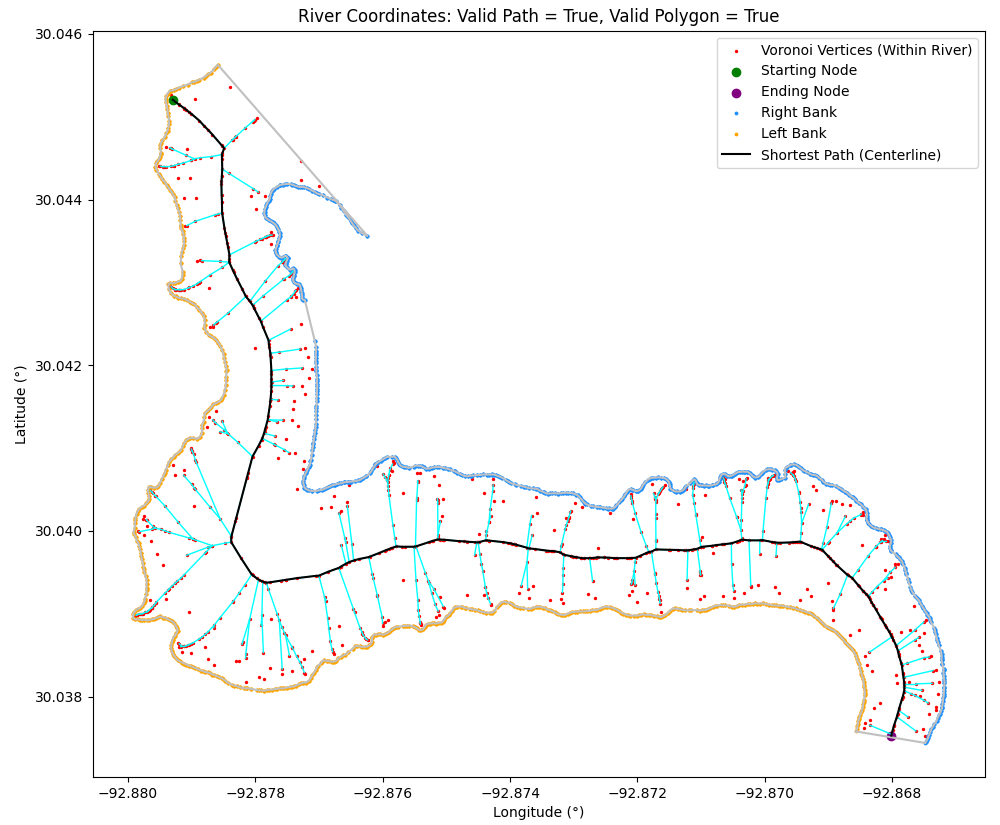 River Coordinates: Valid Path = True, Valid Polygon = True
30.046
30.044
30.042
30.040
30.038
Latitude (°)
Voronoi Vertices (Within River)
Starting Node
Ending Node
Right Bank
Left Bank
Shortest Path (Centerline)
−92.880 −92.878 −92.876 −92.874 −92.872 −92.870 −92.868
Longitude (°)